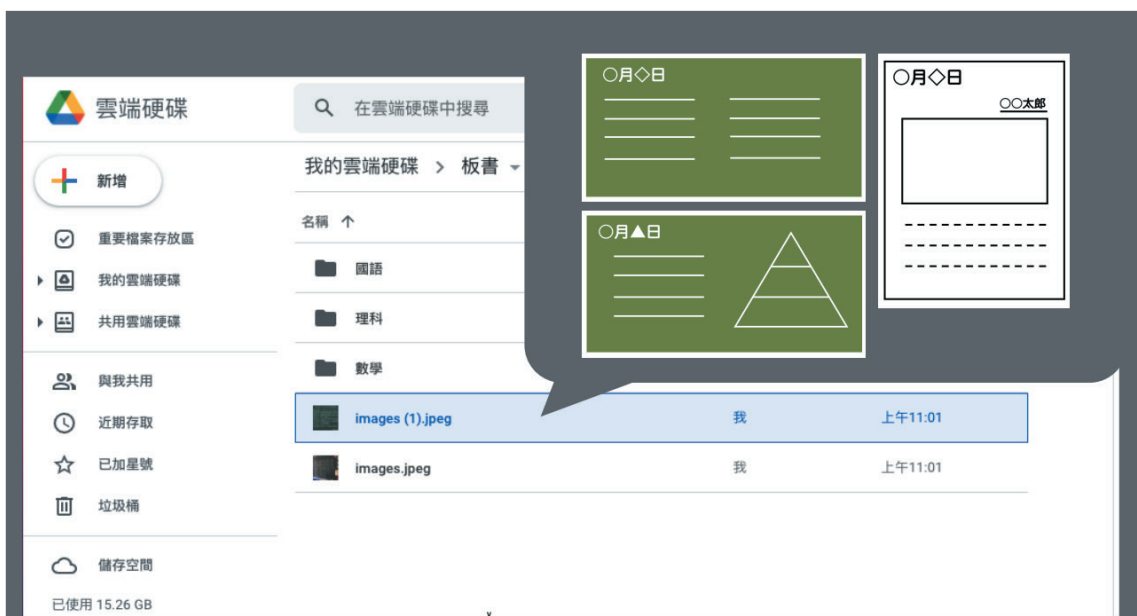 雲端硬碟
在雲端硬碟中搜尋
新增
重要檔案存放區
我的雲端硬碟
共用雲端硬碟
與我共用
近期存取
已加星號
垃圾桶
儲存空間
已使用 15.26 GB
我的雲端硬碟 > 板書
名稱 ↑
國語
理科
數學
images (1).jpeg 我 上午11:01
images.jpeg 我 上午11:01
○月◇日
○月▲日
○月◇日
○○太郎